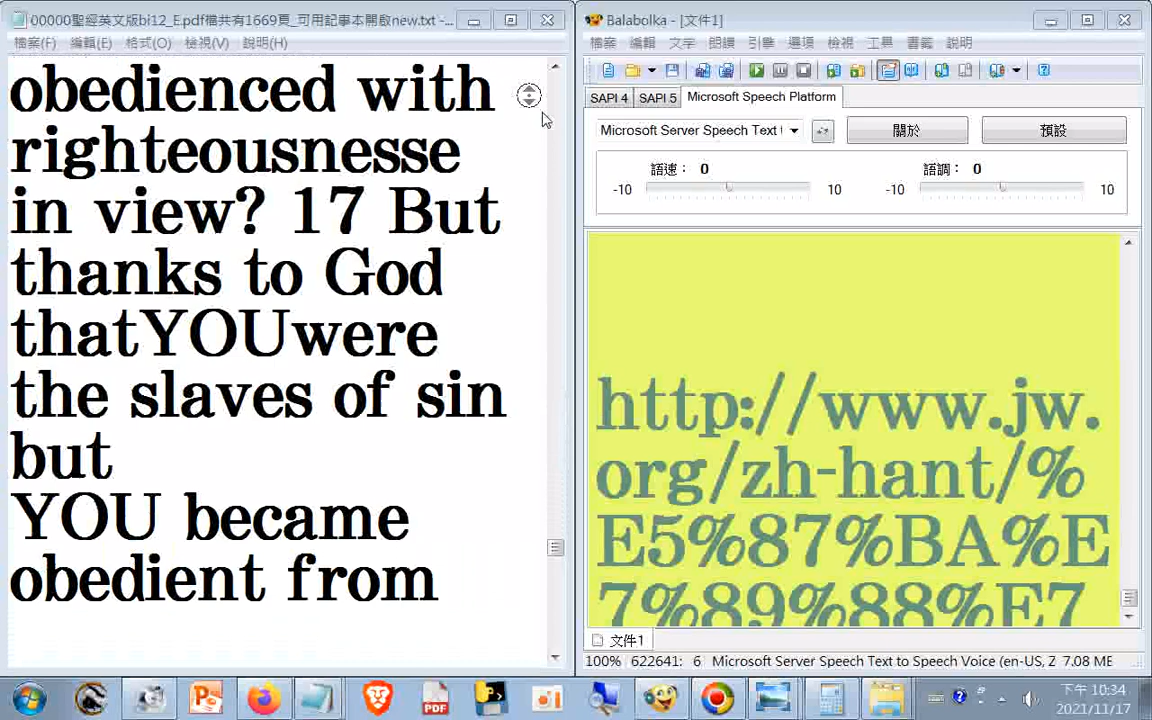 00000聖經英文版bi12_E.pdf檔共有1669頁_可用記事本開啟new.txt -...
檔案(F) 編輯(E) 格式(O) 檢視(V) 說明(H)
obedienced with
righteousnesse
in view? 17 But
thanks to God
thatYOUwere
the slaves of sin
but
YOU became
obedient from
Balabolka - [文件1]
檔案 編輯 文字 朗讀 引擎 選項 檢視 工具 書籤 說明
SAPI 4 SAPI 5 Microsoft Speech Platform
Microsoft Server Speech Text 關於 預設
語速： 0 語調： 0
-10 10 -10 10
http://www.jw.
org/zh-hant/%
E5%87%BA%E
7%89%88%E7
文件1
100% 622641: 6 Microsoft Server Speech Text to Speech Voice (en-US, Z 7.08 ME
PDF
下午 10:34
2021/11/17